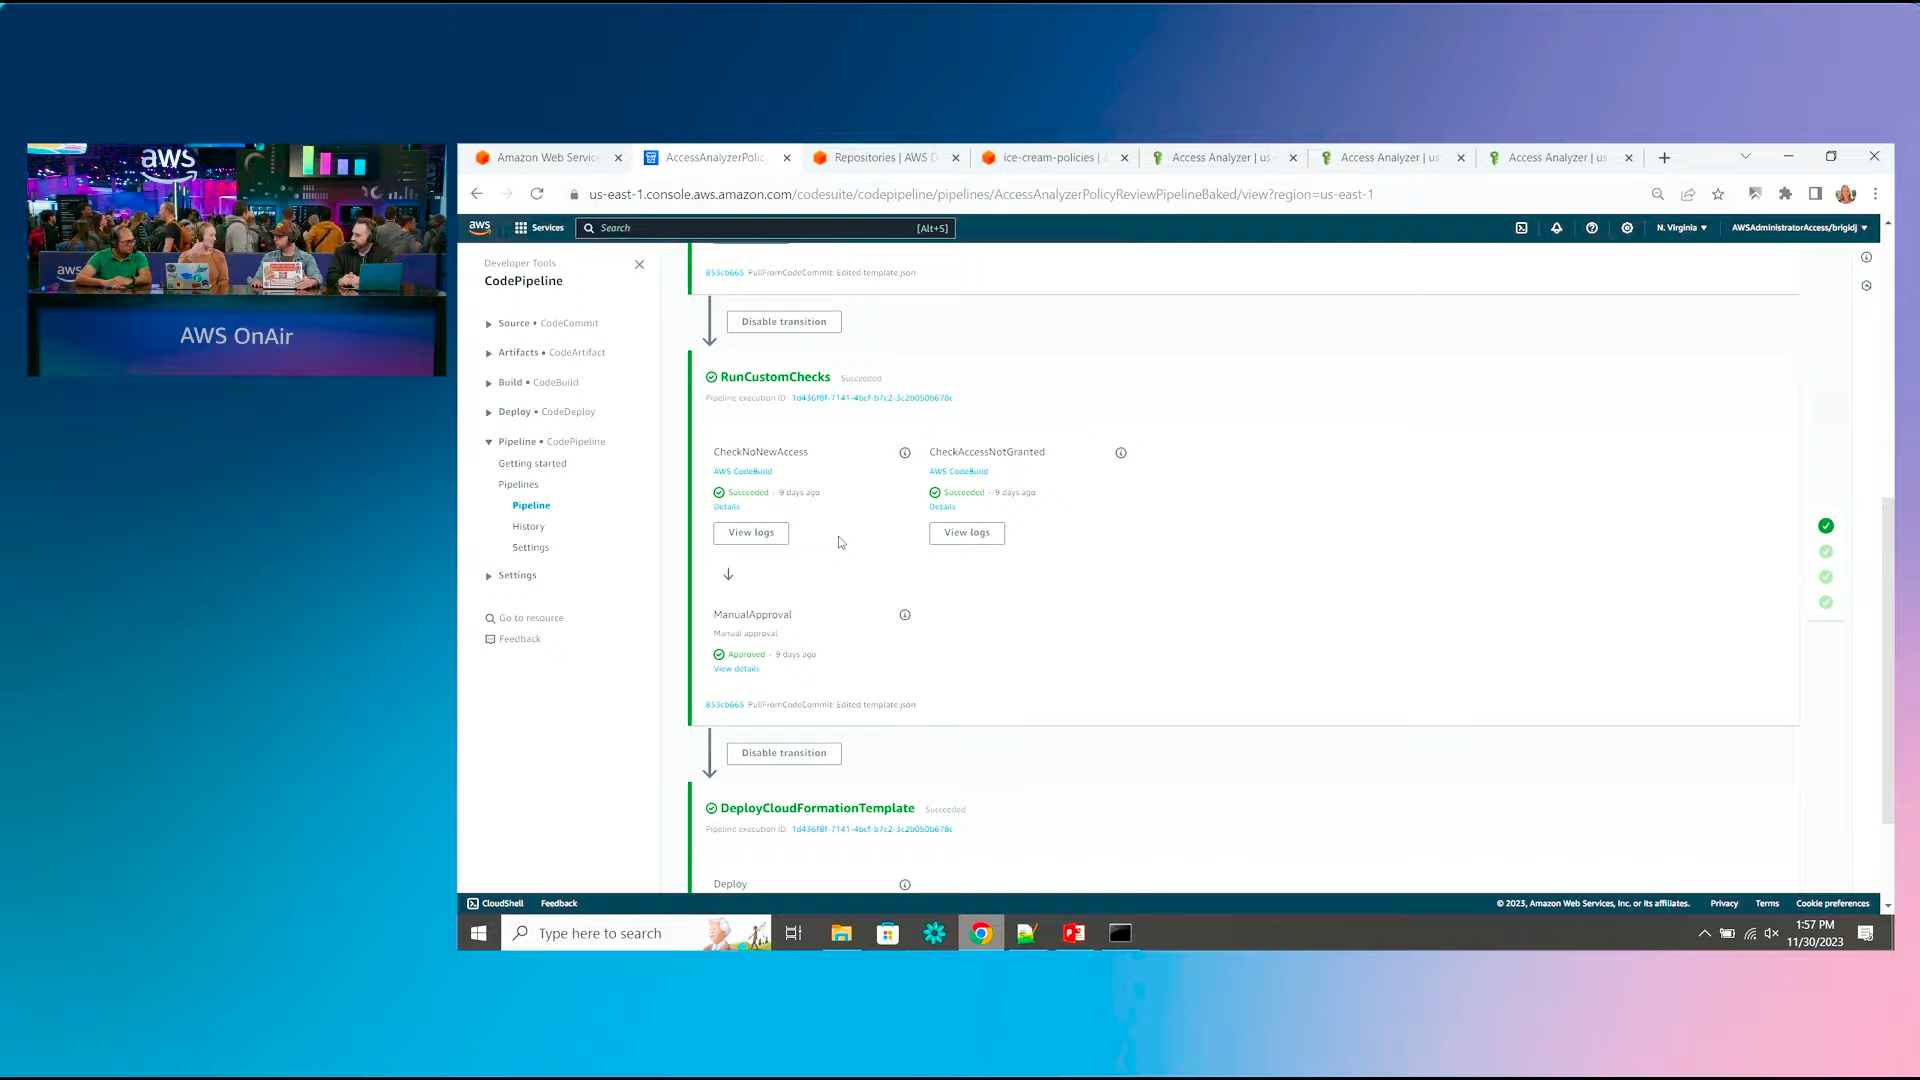 aws
aws
AWS OnAir
Amazon Web Service
AccessAnalyzerPolic
Repositories | AWS D
ice-cream-policies |
Access Analyzer | us
Access Analyzer | us
Access Analyzer | us
us-east-1.console.aws.amazon.com/codesuite/codepipeline/pipelines/AccessAnalyzerPolicyReviewPipelineBaked/view?region=us-east-1
aws
Services
Search
[Alt+S]
N. Virginia
AWSAdministratorAccess/brigidj
Developer Tools
CodePipeline
Source • CodeCommit
Artifacts • CodeArtifact
Build • CodeBuild
Deploy • CodeDeploy
Pipeline • CodePipeline
Getting started
Pipelines
Pipeline
History
Settings
Settings
Go to resource
Feedback
853cb665 PullFromCodeCommit: Edited template.json
Disable transition
RunCustomChecks Succeeded
Pipeline execution ID: 1d436f8f-7141-4bcf-b7c2-3c2b050b678c
CheckNoNewAccess
AWS CodeBuild
Succeeded - 9 days ago
Details
View logs
CheckAccessNotGranted
AWS CodeBuild
Succeeded - 9 days ago
Details
View logs
ManualApproval
Manual approval
Approved - 9 days ago
View details
853cb665 PullFromCodeCommit: Edited template.json
Disable transition
DeployCloudFormationTemplate Succeeded
Pipeline execution ID: 1d436f8f-7141-4bcf-b7c2-3c2b050b678c
Deploy
CloudShell
Feedback
© 2023, Amazon Web Services, Inc. or its affiliates.
Privacy
Terms
Cookie preferences
Type here to search
1:57 PM
11/30/2023